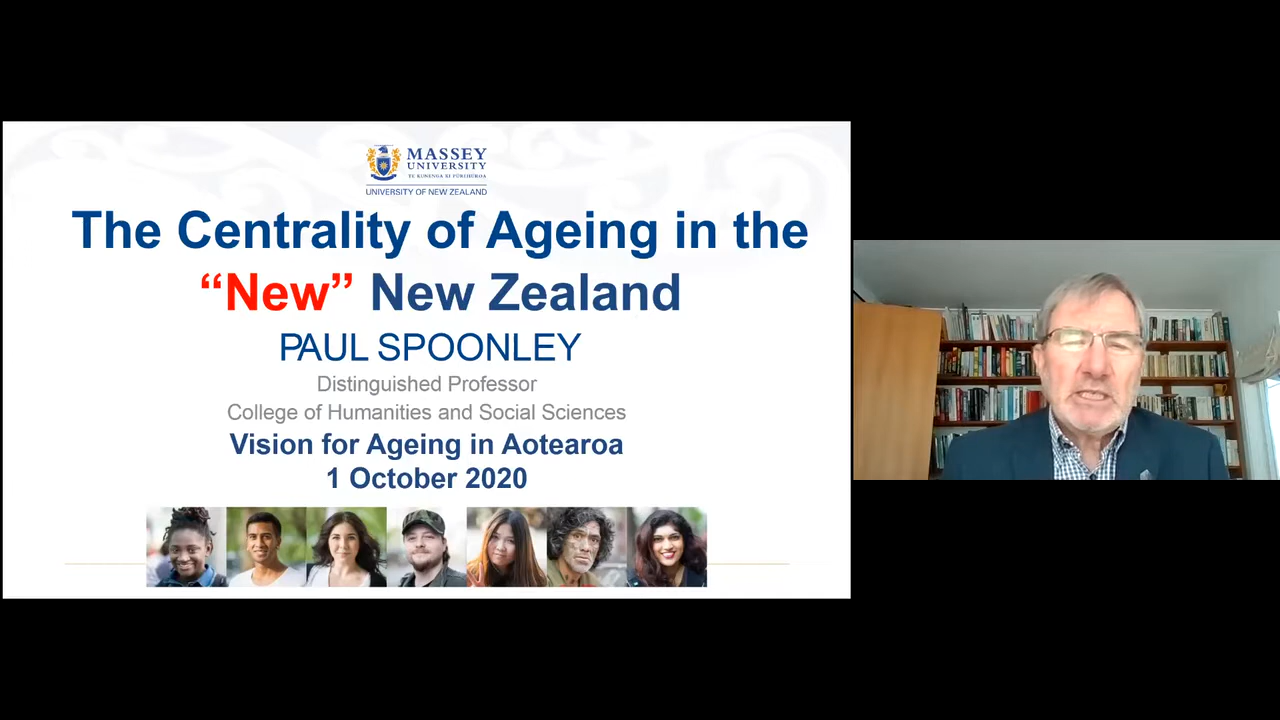 MASSEY
UNIVERSITY
TE KUNENGA KI PŪREHUROA
UNIVERSITY OF NEW ZEALAND
The Centrality of Ageing in the
“New” New Zealand
PAUL SPOONLEY
Distinguished Professor
College of Humanities and Social Sciences
Vision for Ageing in Aotearoa
1 October 2020